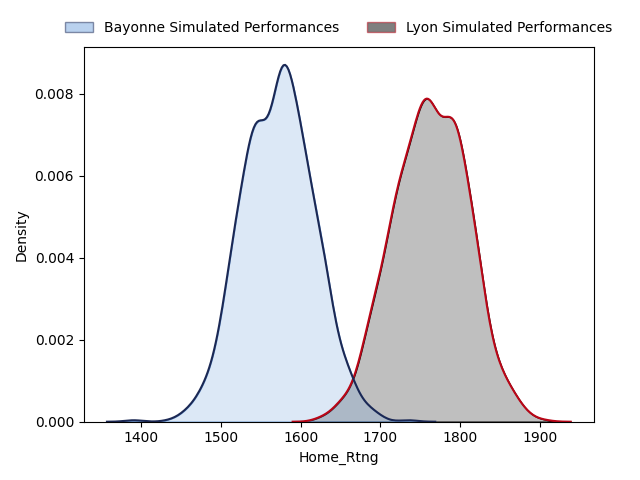 Bayonne Simulated Performances Lyon Simulated Performances
0.008
0.006
0.004
0.002
0.000
Density
1400 1500 1600 1700 1800 1900
Home_Rtng